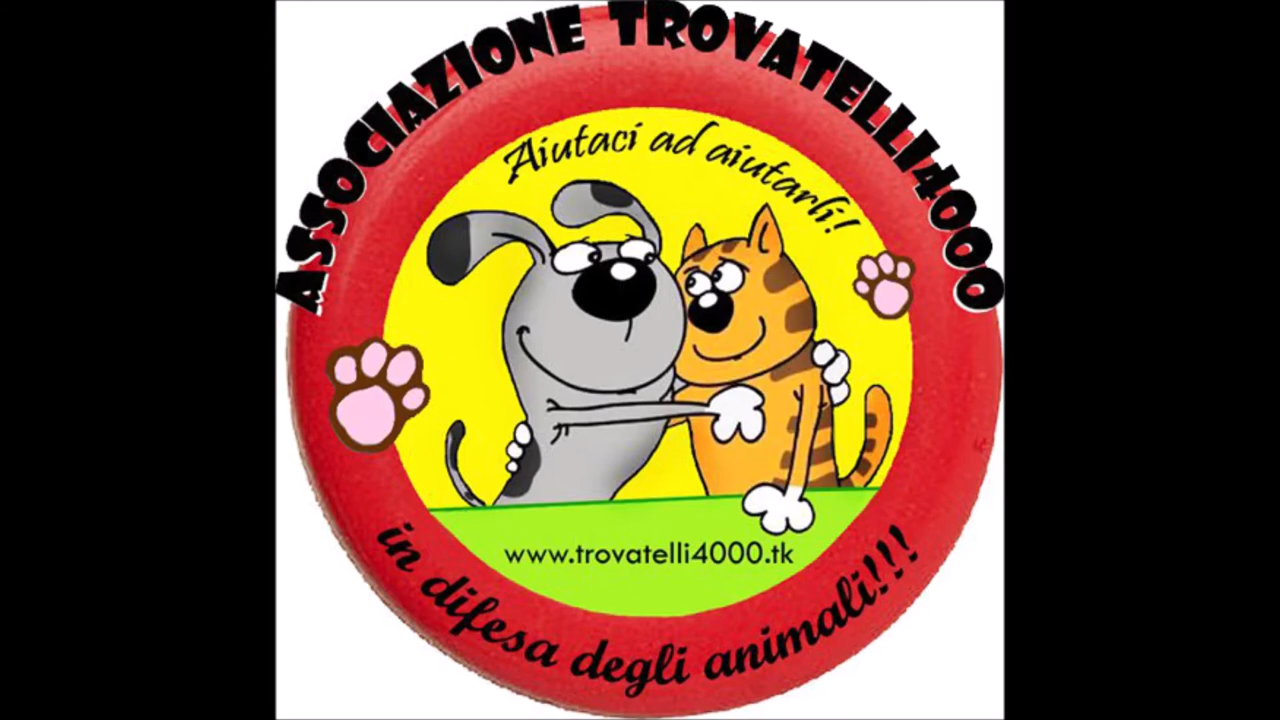 ASSOCIAZIONE TROVATELLI4000
Aiutaci ad aiutarli!
www.trovatelli4000.tk
in difesa degli animali!!!